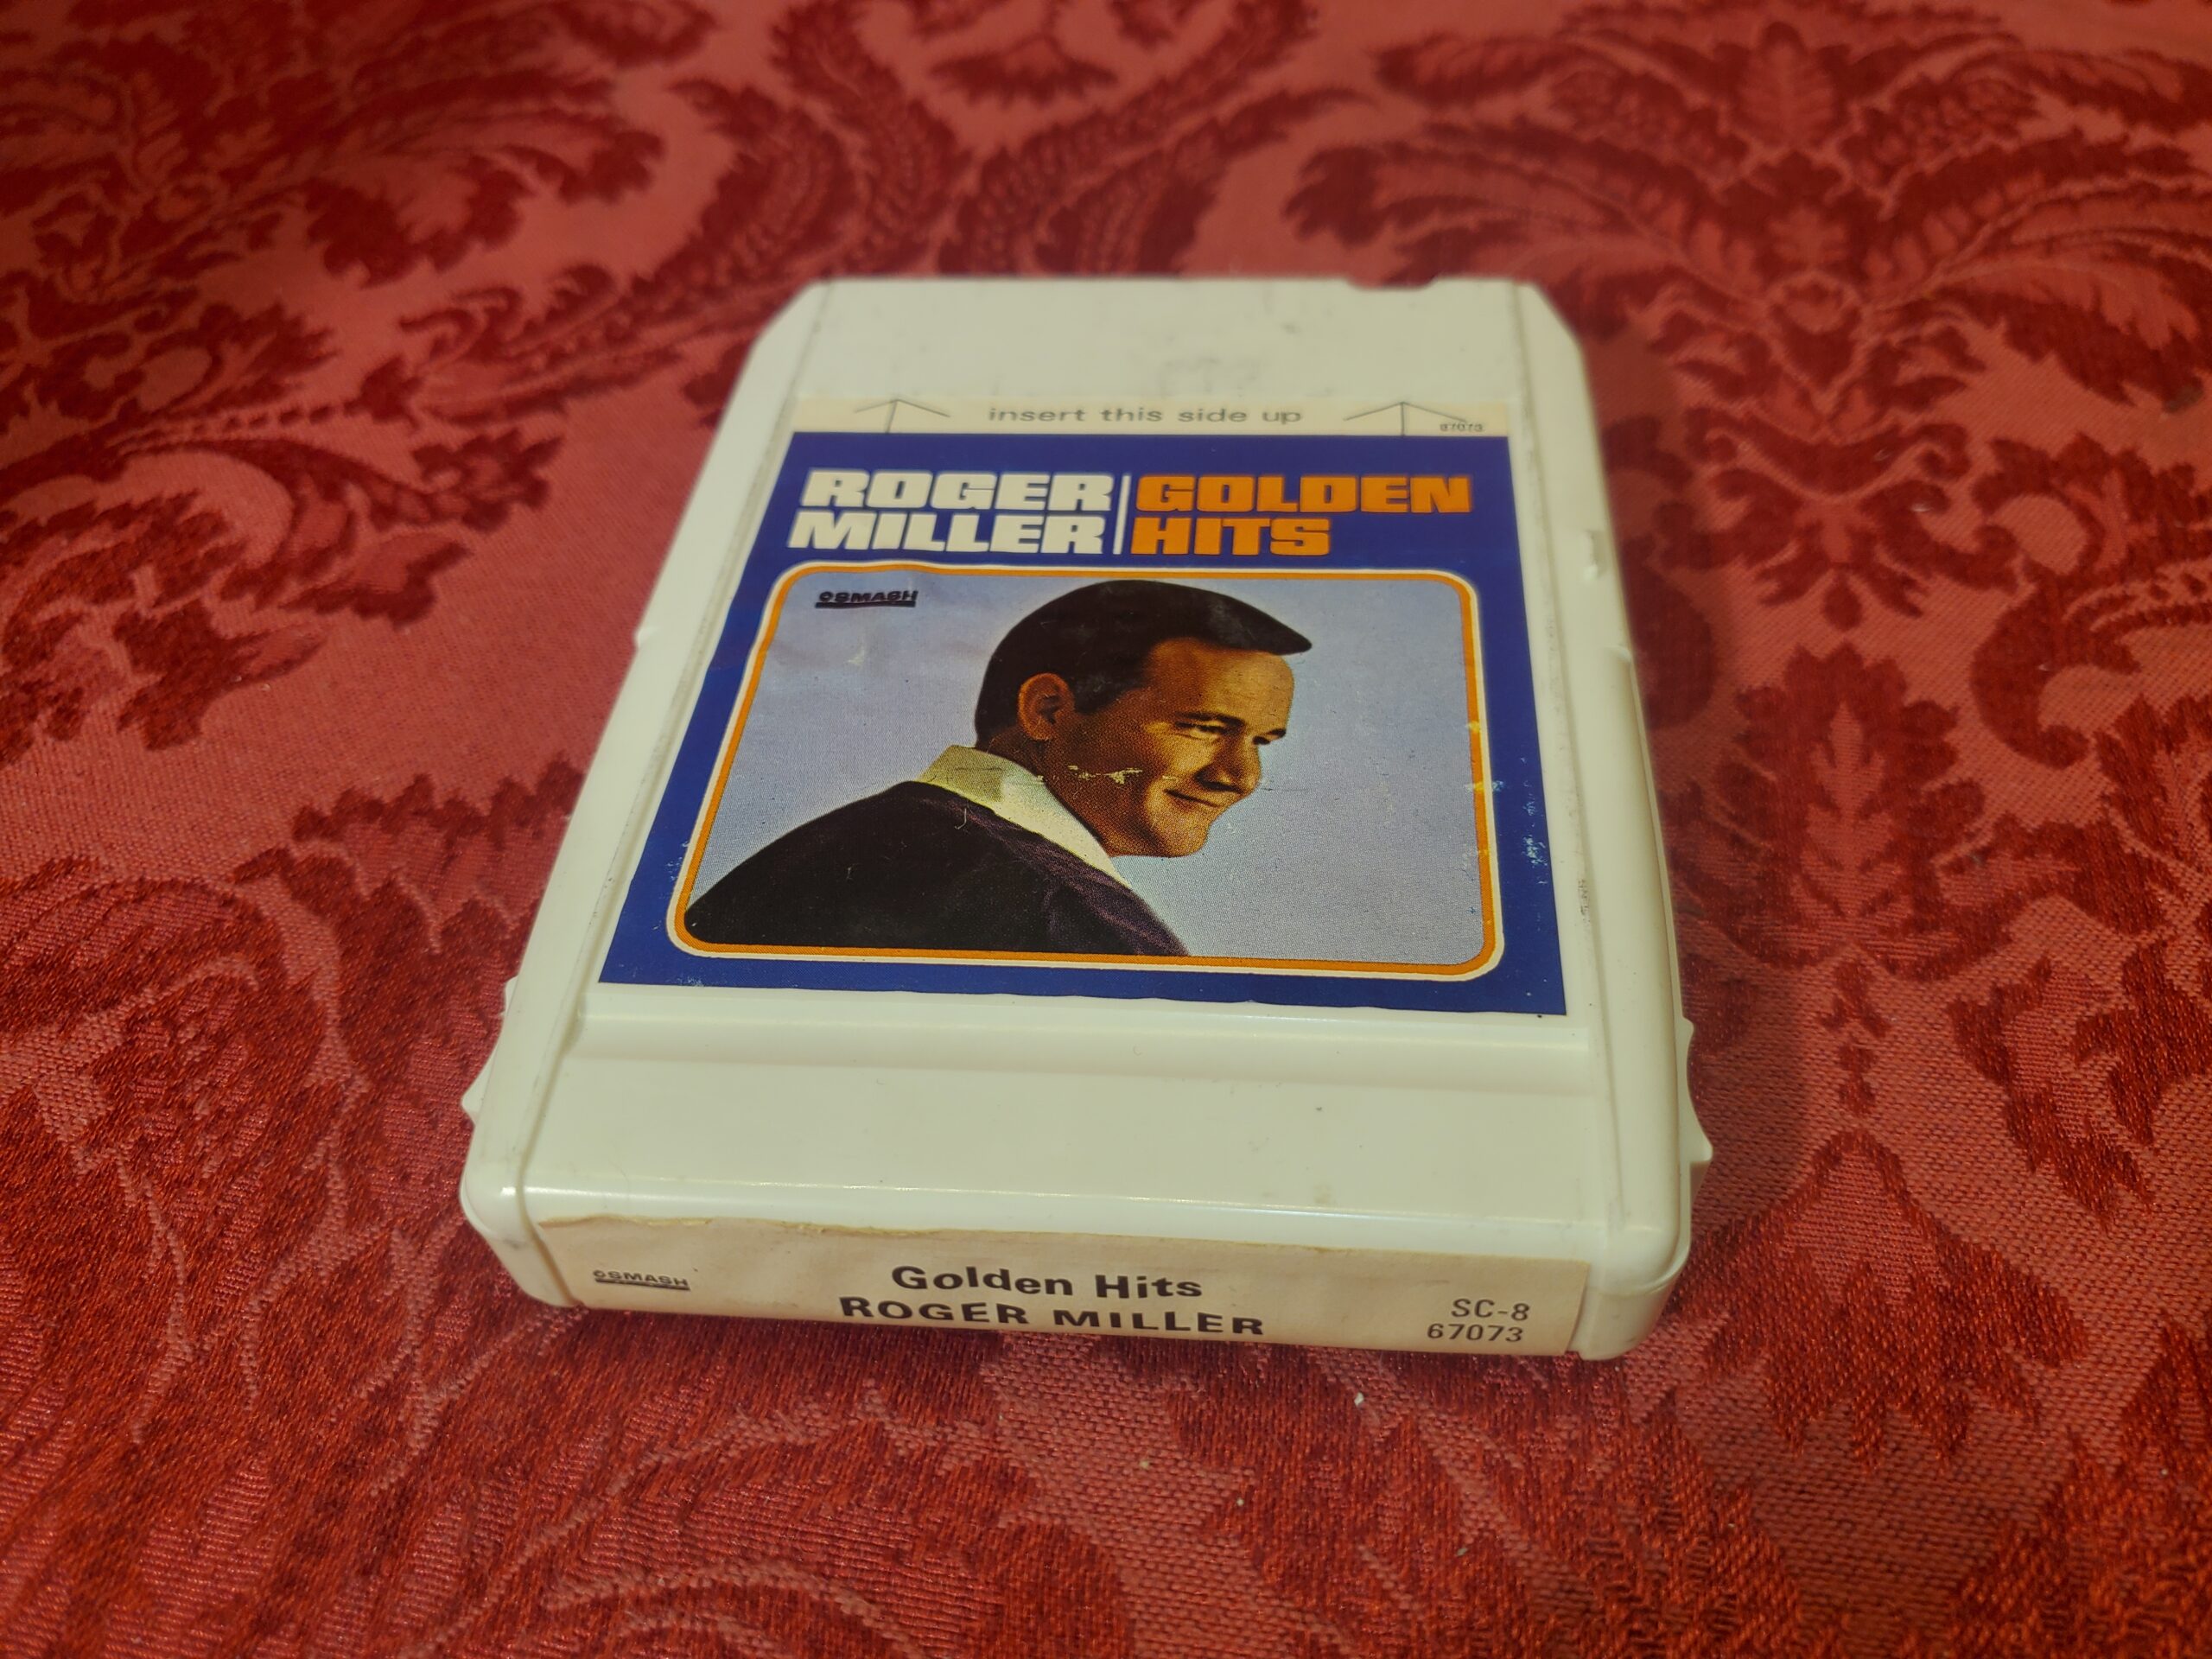 insert this side up
67073
ROGER GOLDEN
MILLER HITS
SMASH
SMASH
Golden Hits
ROGER MILLER
SC-8
67073